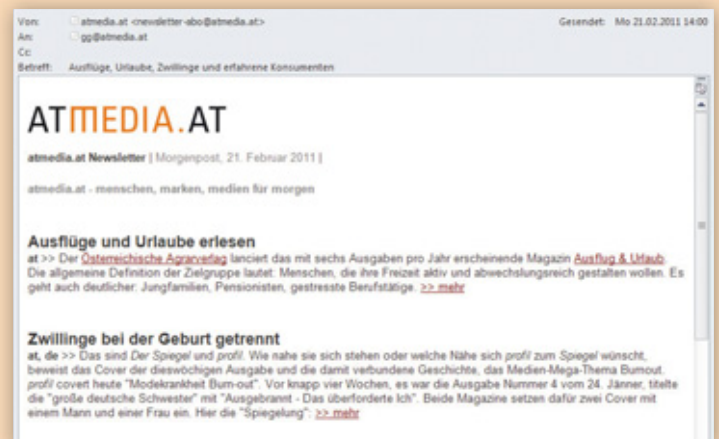 Von: atmedia.at <newsletter-abo@atmedia.at> Gesendet: Mo 21.02.2011 14:00
An: gg@atmedia.at
Cc:
Betreff: Ausflüge, Urlaube, Zwillinge und erfahrene Konsumenten
ATMEDIA.AT
atmedia.at Newsletter | Morgenpost, 21. Februar 2011 |
atmedia.at - menschen, marken, medien für morgen
Ausflüge und Urlaube erlesen
at >> Der Österreichische Agrarverlag lanciert das mit sechs Ausgaben pro Jahr erscheinende Magazin Ausflug & Urlaub.
Die allgemeine Definition der Zielgruppe lautet: Menschen, die ihre Freizeit aktiv und abwechslungsreich gestalten wollen. Es
geht auch deutlicher: Jungfamilien, Pensionisten, gestresste Berufstätige. >> mehr
Zwillinge bei der Geburt getrennt
at, de >> Das sind Der Spiegel und profil. Wie nahe sie sich stehen oder welche Nähe sich profil zum Spiegel wünscht,
beweist das Cover der dieswöchigen Ausgabe und die damit verbundene Geschichte, das Medien-Mega-Thema Burnout.
profil covert heute "Modekrankheit Burn-out". Vor knapp vier Wochen, es war die Ausgabe Nummer 4 vom 24. Jänner, titelte
die "große deutsche Schwester" mit "Ausgebrannt - Das überforderte Ich". Beide Magazine setzen dafür zwei Cover mit
einem Mann und einer Frau ein. Hier die "Spiegelung": >> mehr